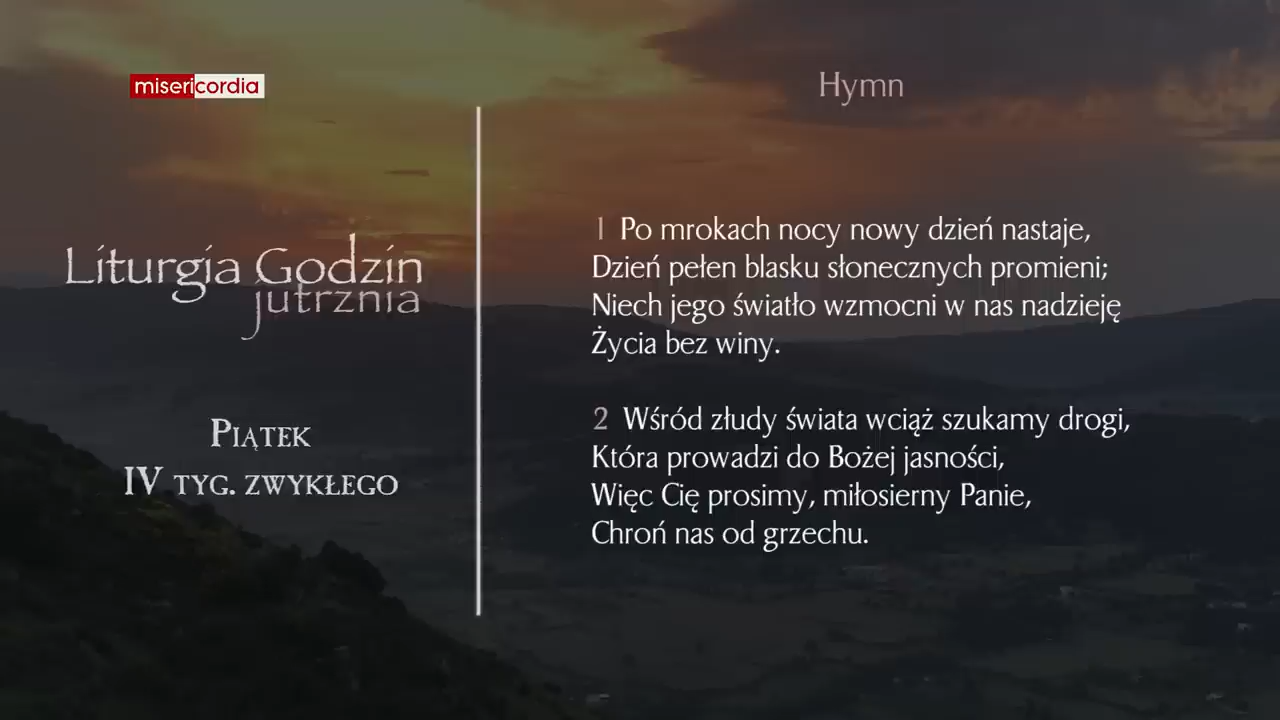 misericordia
Liturgia Godzin
jutrznia
Piątek
IV tyg. zwykłego
Hymn
1 Po mrokach nocy nowy dzień nastaje,
Dzień pełen blasku słonecznych promieni;
Niech jego światło wzmocni w nas nadzieję
Życia bez winy.
2 Wśród złudy świata wciąż szukamy drogi,
Która prowadzi do Bożej jasności,
Więc Cię prosimy, miłosierny Panie,
Chroń nas od grzechu.